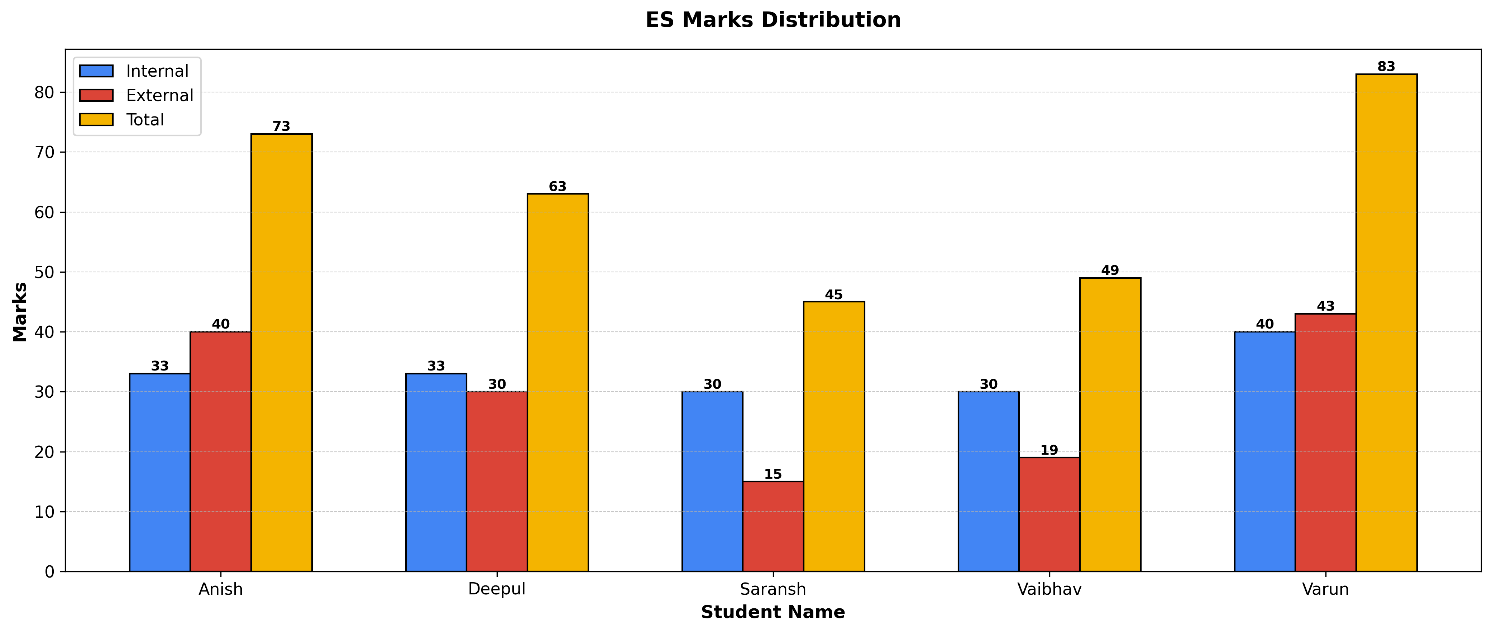 ES Marks Distribution
Internal
External
Total
Marks
80
70
60
50
40
30
20
10
0
33
40
73
33
30
63
30
15
45
30
19
49
40
43
83
Anish
Deepul
Saransh
Vaibhav
Varun
Student Name